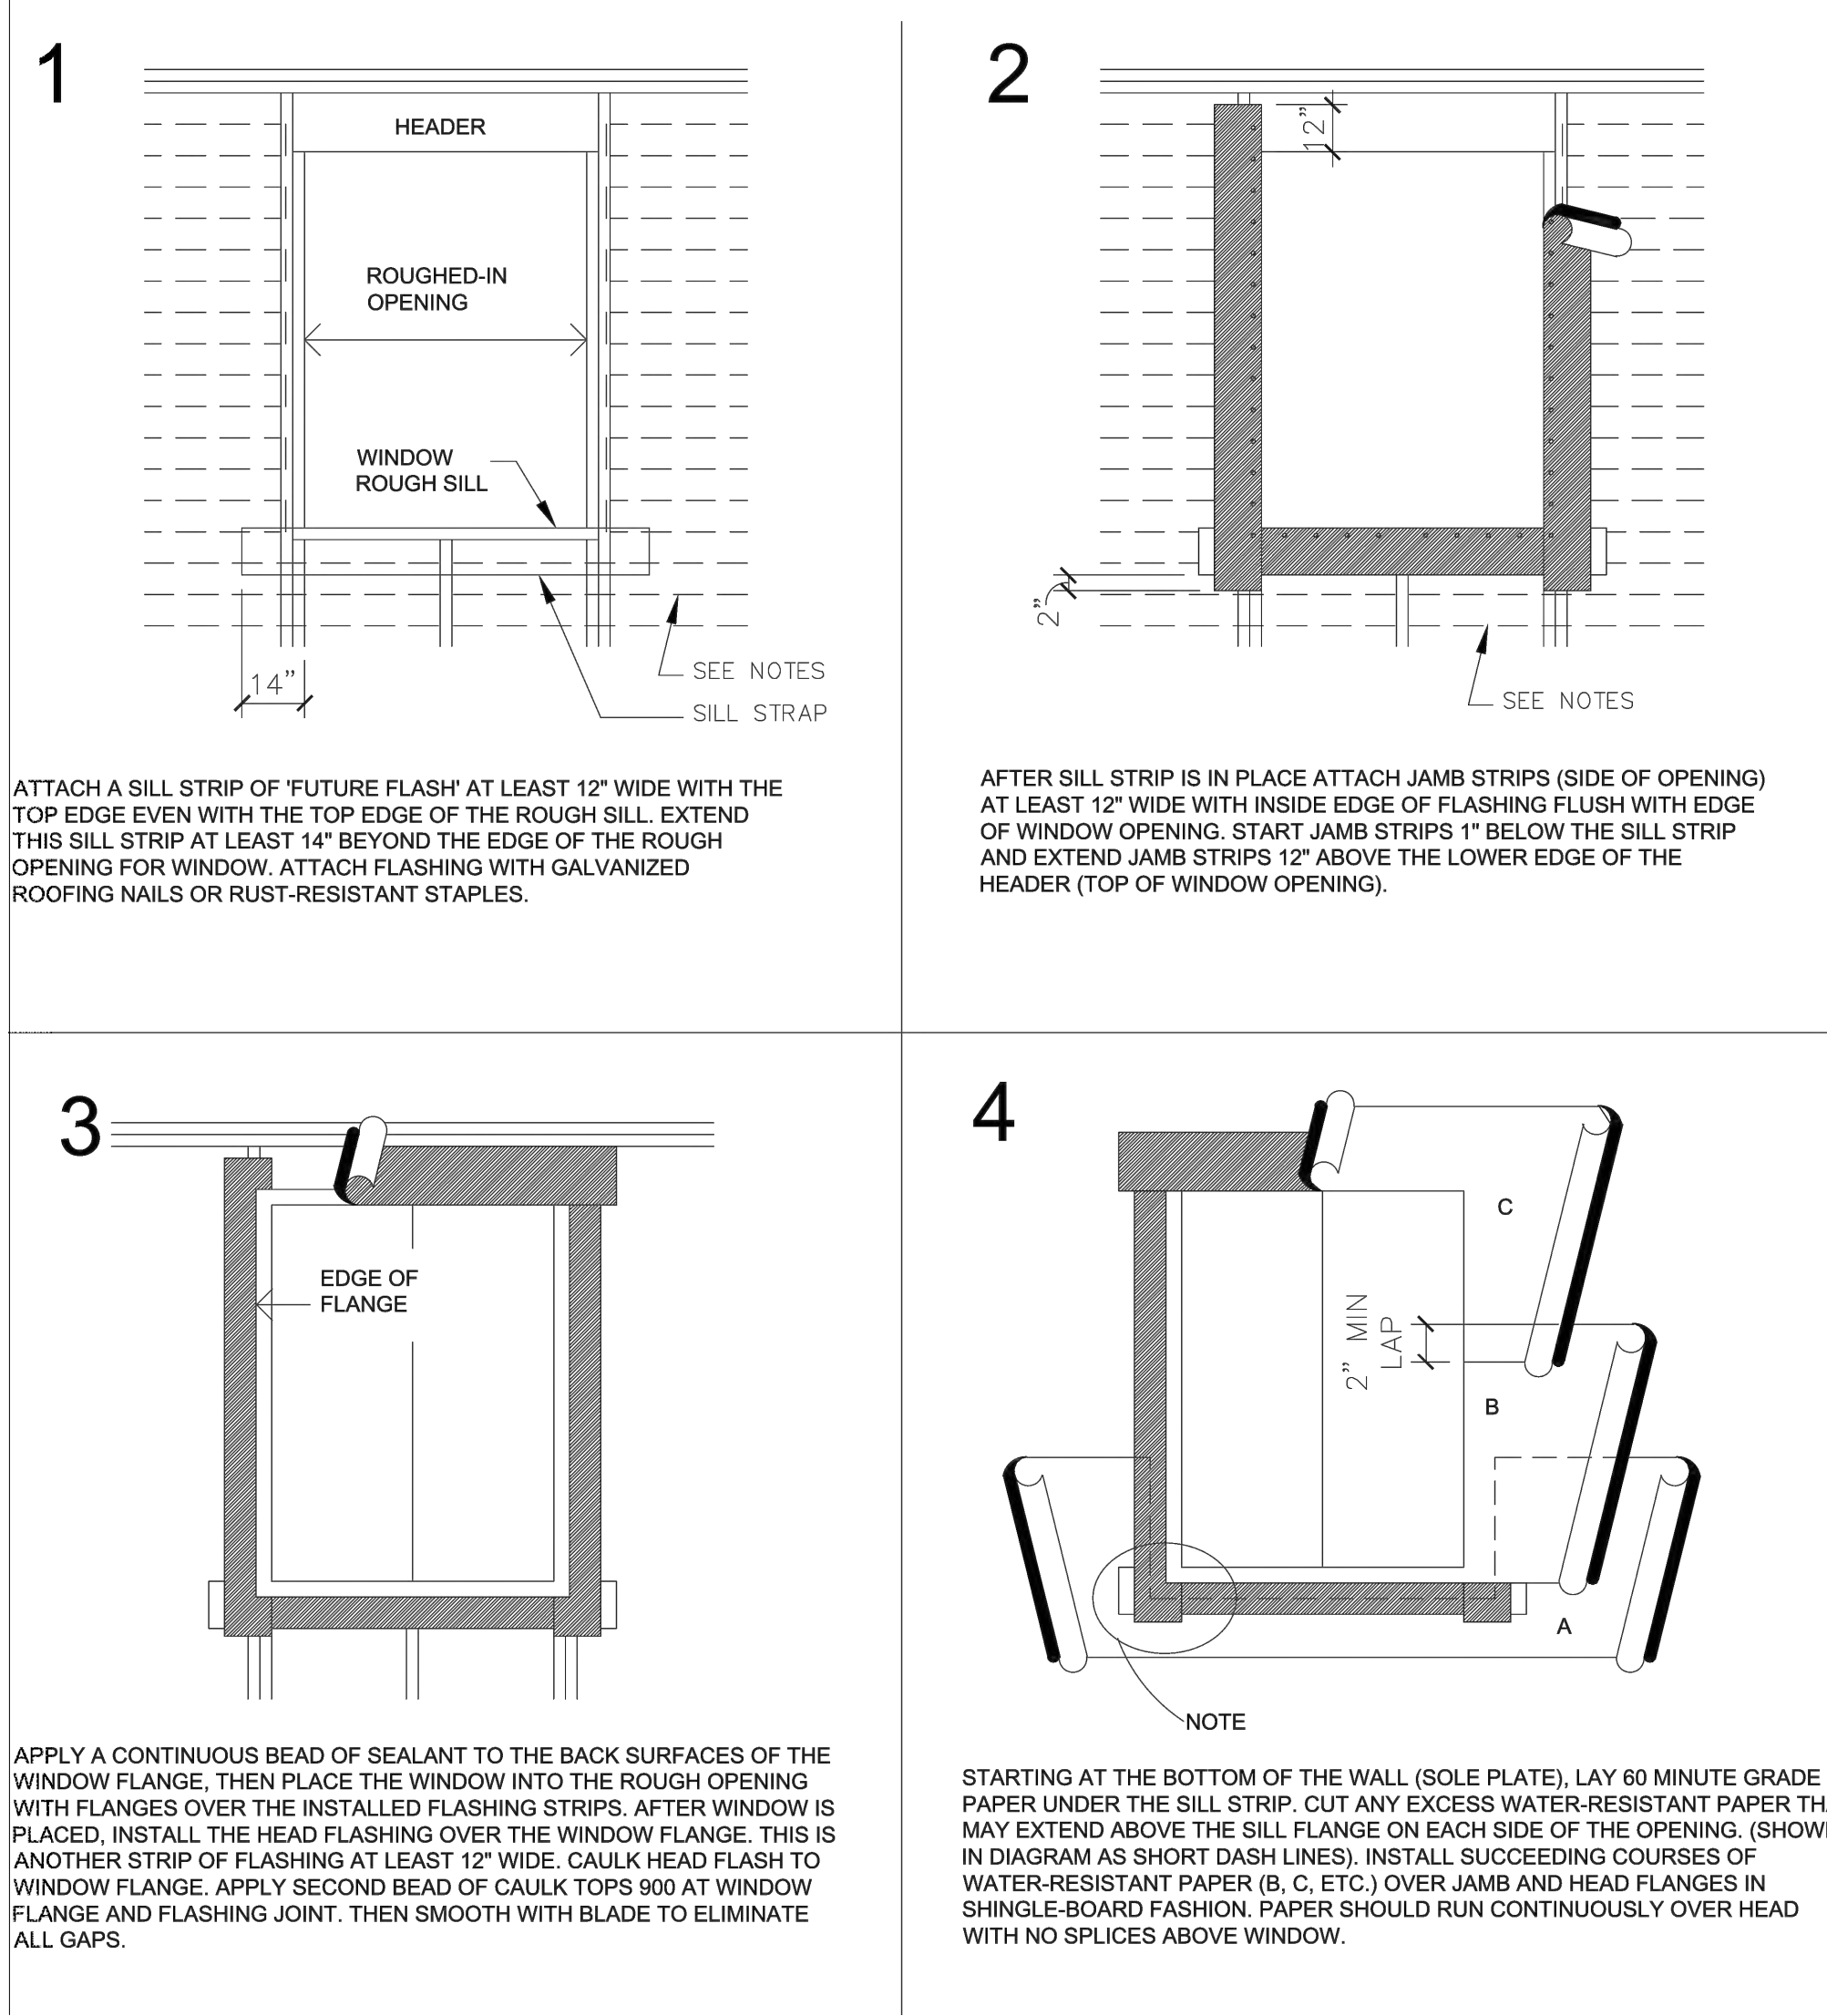 1
HEADER
ROUGHED-IN
OPENING
WINDOW
ROUGH SILL
SEE NOTES
14"
SILL STRAP
ATTACH A SILL STRIP OF 'FUTURE FLASH' AT LEAST 12" WIDE WITH THE
TOP EDGE EVEN WITH THE TOP EDGE OF THE ROUGH SILL. EXTEND
THIS SILL STRIP AT LEAST 14" BEYOND THE EDGE OF THE ROUGH
OPENING FOR WINDOW. ATTACH FLASHING WITH GALVANIZED
ROOFING NAILS OR RUST-RESISTANT STAPLES.
2
12"
2"
SEE NOTES
AFTER SILL STRIP IS IN PLACE ATTACH JAMB STRIPS (SIDE OF OPENING)
AT LEAST 12" WIDE WITH INSIDE EDGE OF FLASHING FLUSH WITH EDGE
OF WINDOW OPENING. START JAMB STRIPS 1" BELOW THE SILL STRIP
AND EXTEND JAMB STRIPS 12" ABOVE THE LOWER EDGE OF THE
HEADER (TOP OF WINDOW OPENING).
3
EDGE OF
FLANGE
APPLY A CONTINUOUS BEAD OF SEALANT TO THE BACK SURFACES OF THE
WINDOW FLANGE, THEN PLACE THE WINDOW INTO THE ROUGH OPENING
WITH FLANGES OVER THE INSTALLED FLASHING STRIPS. AFTER WINDOW IS
PLACED, INSTALL THE HEAD FLASHING OVER THE WINDOW FLANGE. THIS IS
ANOTHER STRIP OF FLASHING AT LEAST 12" WIDE. CAULK HEAD FLASH TO
WINDOW FLANGE. APPLY SECOND BEAD OF CAULK TOPS 900 AT WINDOW
FLANGE AND FLASHING JOINT. THEN SMOOTH WITH BLADE TO ELIMINATE
ALL GAPS.
4
C
2" MIN
LAP
B
A
NOTE
STARTING AT THE BOTTOM OF THE WALL (SOLE PLATE), LAY 60 MINUTE GRADE
PAPER UNDER THE SILL STRIP. CUT ANY EXCESS WATER-RESISTANT PAPER
MAY EXTEND ABOVE THE SILL FLANGE ON EACH SIDE OF THE OPENING. (
IN DIAGRAM AS SHORT DASH LINES). INSTALL SUCCEEDING COURSES OF
WATER-RESISTANT PAPER (B, C, ETC.) OVER JAMB AND HEAD FLANGES IN
SHINGLE-BOARD FASHION. PAPER SHOULD RUN CONTINUOUSLY OVER HEAD
WITH NO SPLICES ABOVE WINDOW.